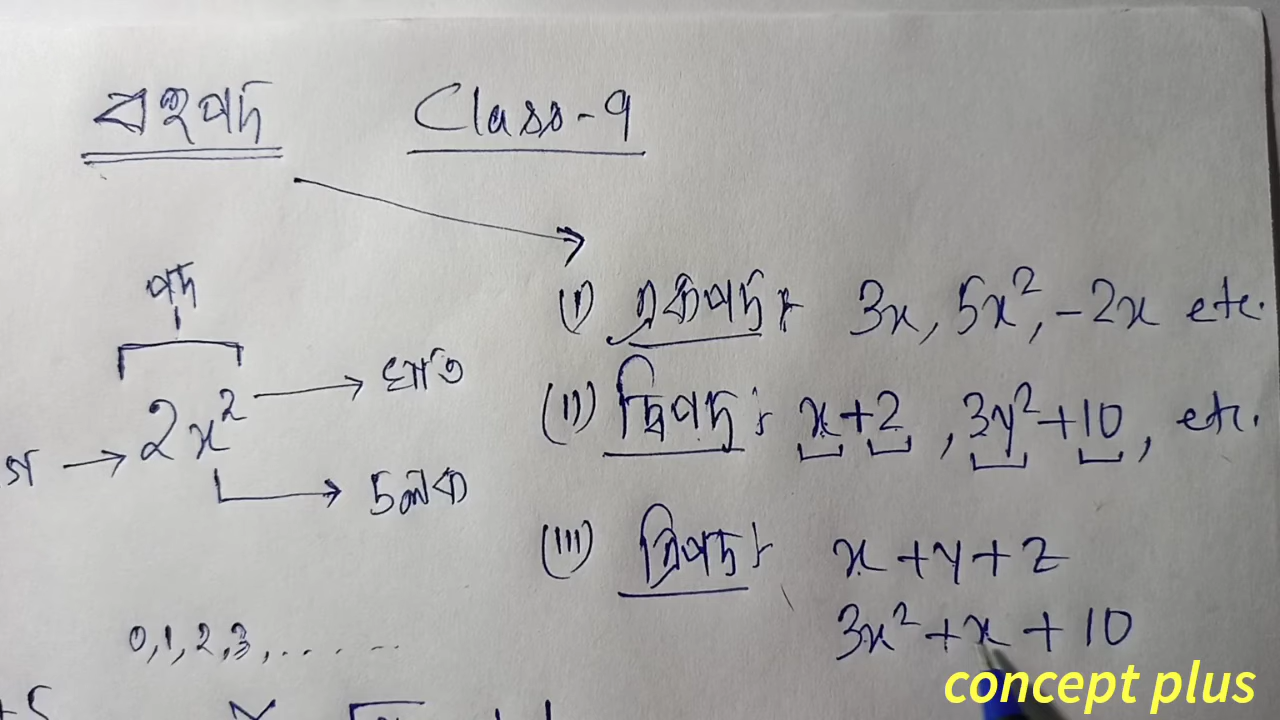 বহুপদ Class-9
পদ
(i) একপদঃ 3x, 5x², -2x etc.
2x² → ঘাত
(ii) দ্বিপদঃ x+2, 3y²+10, etc.
→ চলক
(iii) ত্রিপদঃ x+y+z
3x²+x+10
0,1,2,3,......
concept plus